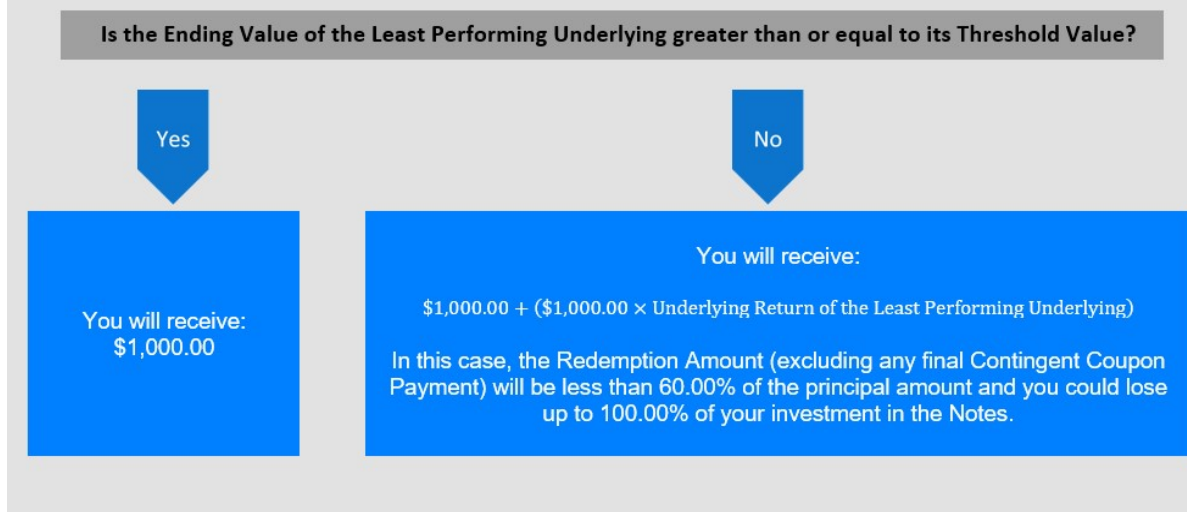 Is the Ending Value of the Least Performing Underlying greater than or equal to its Threshold Value?
Yes
No
You will receive:
$1,000.00
You will receive:
$1,000.00 + ($1,000.00 × Underlying Return of the Least Performing Underlying)
In this case, the Redemption Amount (excluding any final Contingent Coupon
Payment) will be less than 60.00% of the principal amount and you could lose
up to 100.00% of your investment in the Notes.